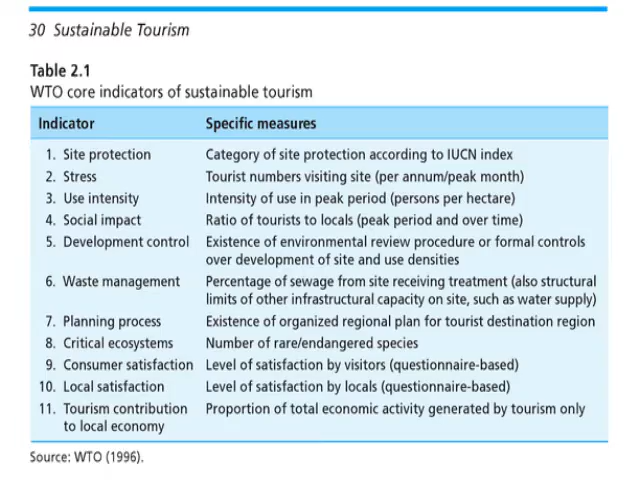 30 Sustainable Tourism
Table 2.1
WTO core indicators of sustainable tourism
Indicator Specific measures
1. Site protection Category of site protection according to IUCN index
2. Stress Tourist numbers visiting site (per annum/peak month)
3. Use intensity Intensity of use in peak period (persons per hectare)
4. Social impact Ratio of tourists to locals (peak period and over time)
5. Development control Existence of environmental review procedure or formal controls
over development of site and use densities
6. Waste management Percentage of sewage from site receiving treatment (also structural
limits of other infrastructural capacity on site, such as water supply)
7. Planning process Existence of organized regional plan for tourist destination region
8. Critical ecosystems Number of rare/endangered species
9. Consumer satisfaction Level of satisfaction by visitors (questionnaire-based)
10. Local satisfaction Level of satisfaction by locals (questionnaire-based)
11. Tourism contribution Proportion of total economic activity generated by tourism only
to local economy
Source: WTO (1996).